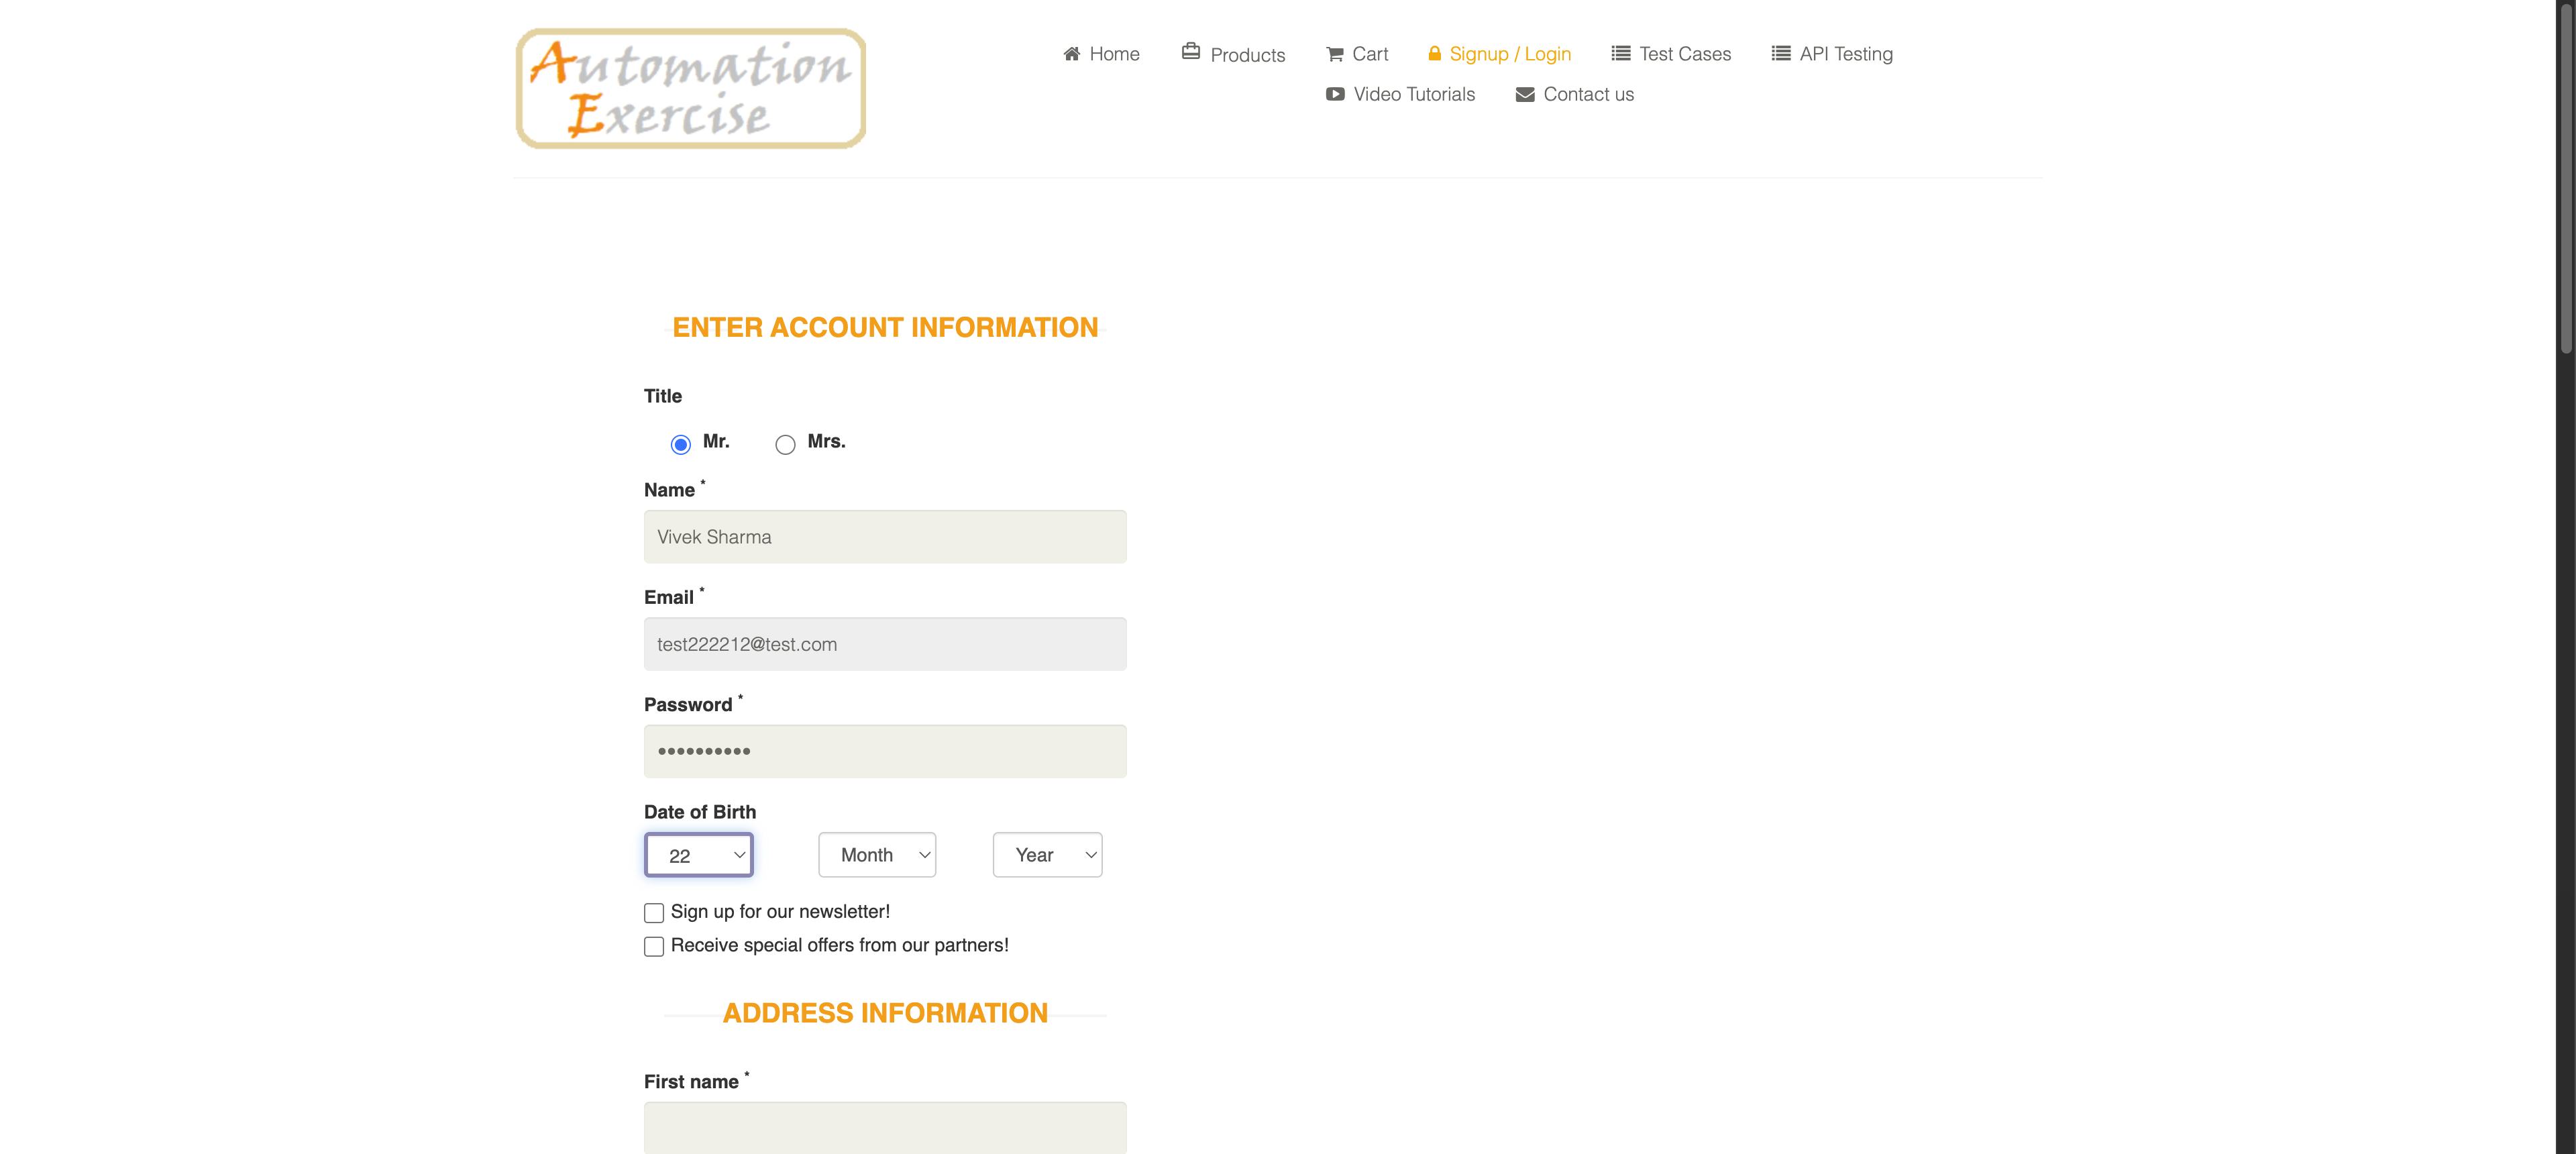 Automation
Exercise
Home
Products
Cart
Signup / Login
Test Cases
API Testing
Video Tutorials
Contact us
ENTER ACCOUNT INFORMATION
Title
Mr.
Mrs.
Name *
Vivek Sharma
Email *
test222212@test.com
Password *
••••••••••
Date of Birth
22
Month
Year
Sign up for our newsletter!
Receive special offers from our partners!
ADDRESS INFORMATION
First name *